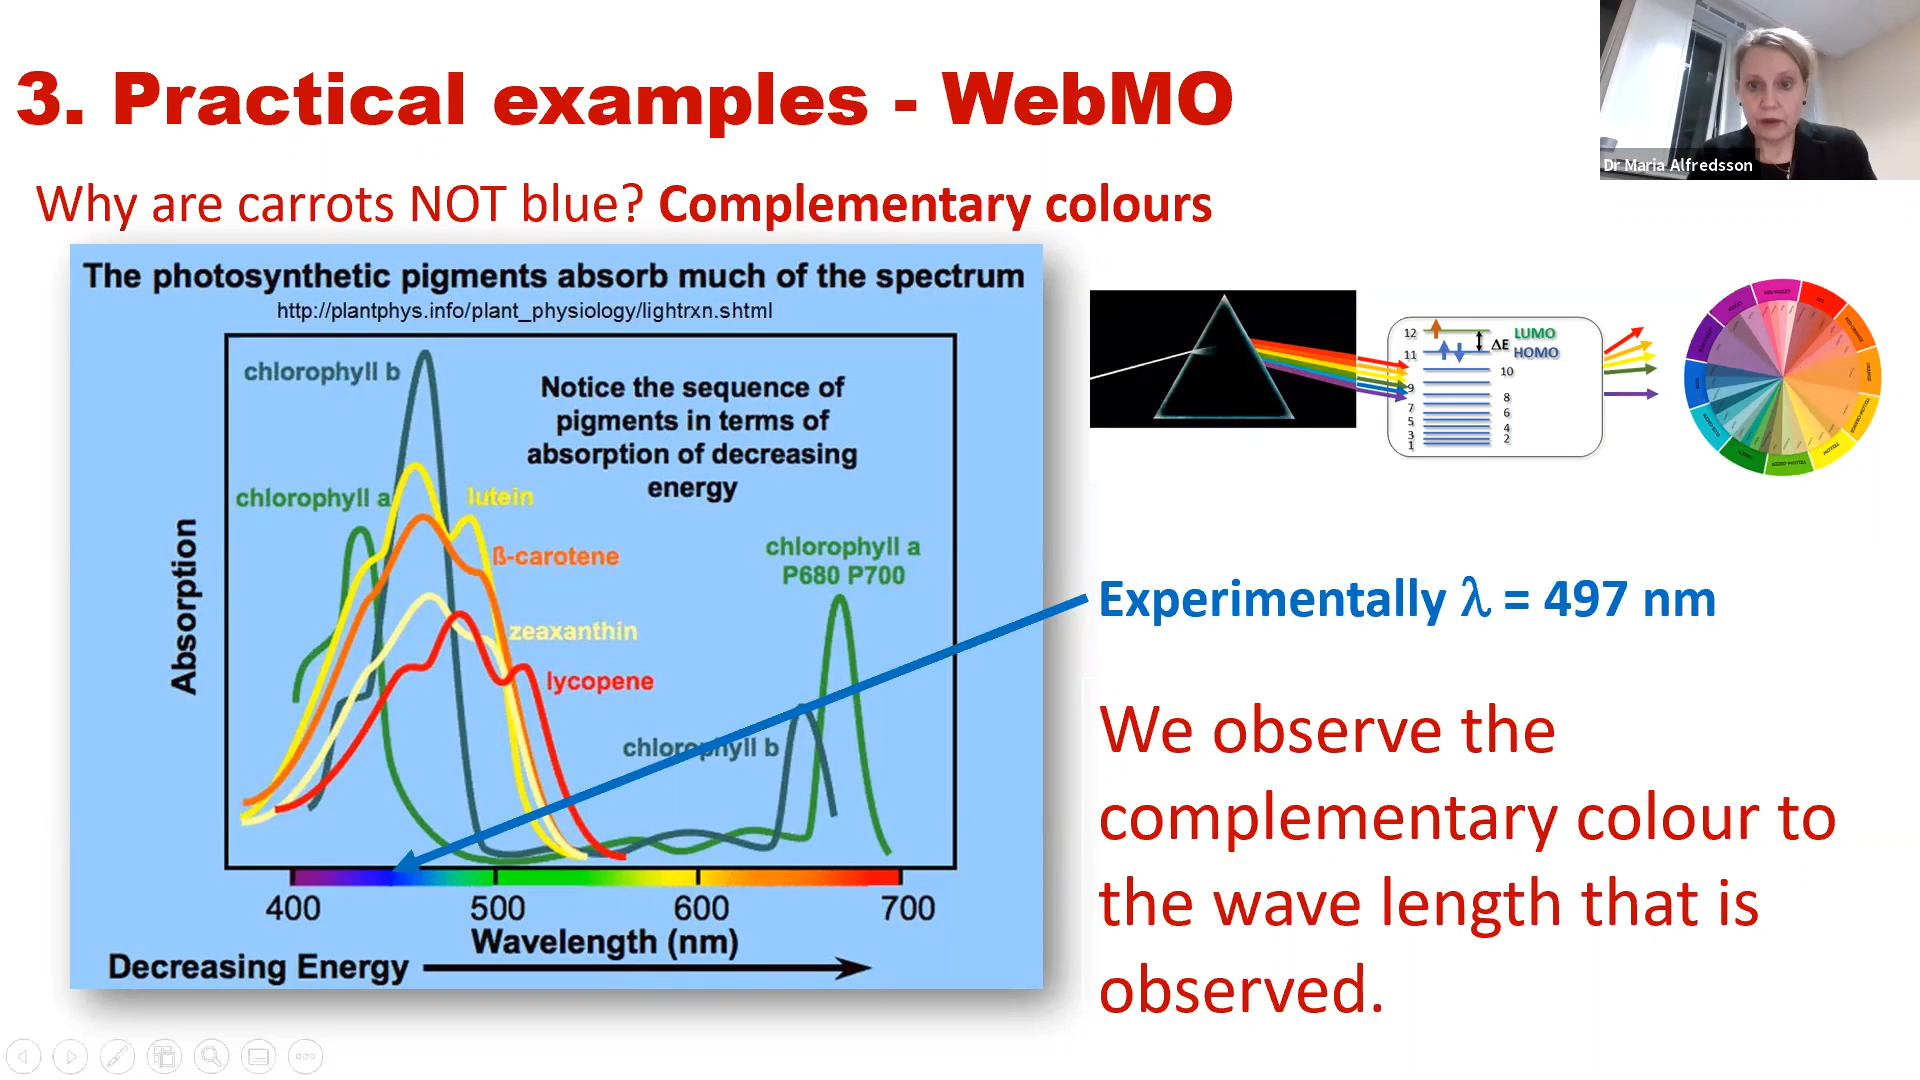 3. Practical examples - WebMO
Dr Maria Alfredsson
Why are carrots NOT blue? Complementary colours
The photosynthetic pigments absorb much of the spectrum
http://plantphys.info/plant_physiology/lightrxn.shtml
chlorophyll b
Notice the sequence of
pigments in terms of
absorption of decreasing
energy
chlorophyll a
lutein
ß-carotene
zeaxanthin
lycopene
chlorophyll a
P680 P700
chlorophyll b
Absorption
400 500 600 700
Wavelength (nm)
Decreasing Energy
12 LUMO
ΔE
11 HOMO
10
9
8
7
6
5
4
3
2
1
Experimentally λ = 497 nm
We observe the
complementary colour to
the wave length that is
observed.